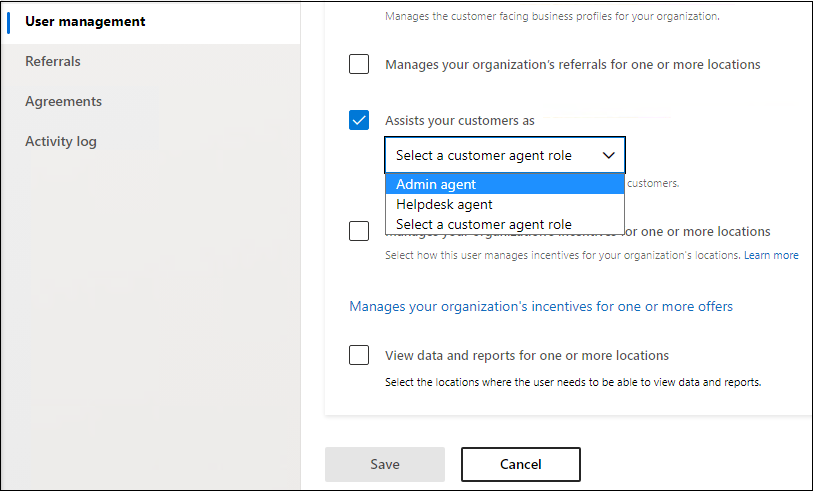 User management
Referrals
Agreements
Activity log
Manages the customer facing business profiles for your organization.
Manages your organization's referrals for one or more locations
Assists your customers as
Select a customer agent role
Admin agent
Helpdesk agent
Select a customer agent role
customers.
for one or more locations
Select how this user manages incentives for your organization's locations. Learn more
Manages your organization's incentives for one or more offers
View data and reports for one or more locations
Select the locations where the user needs to be able to view data and reports.
Save
Cancel